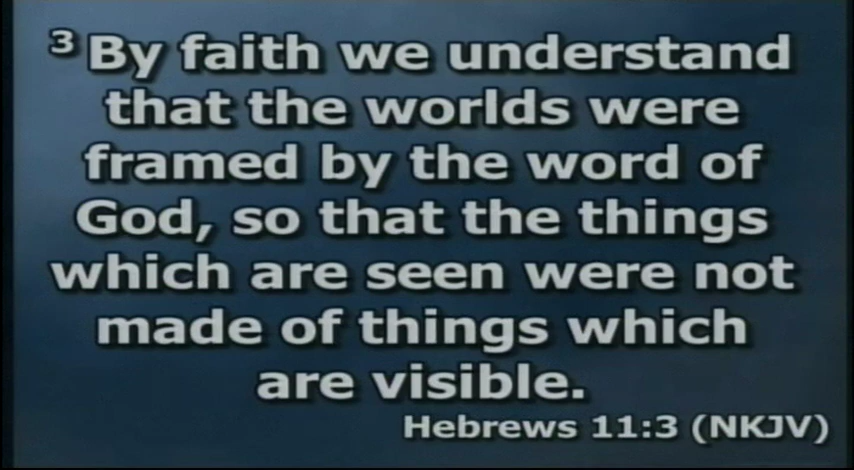 3 By faith we understand
that the worlds were
framed by the word of
God, so that the things
which are seen were not
made of things which
are visible.
Hebrews 11:3 (NKJV)